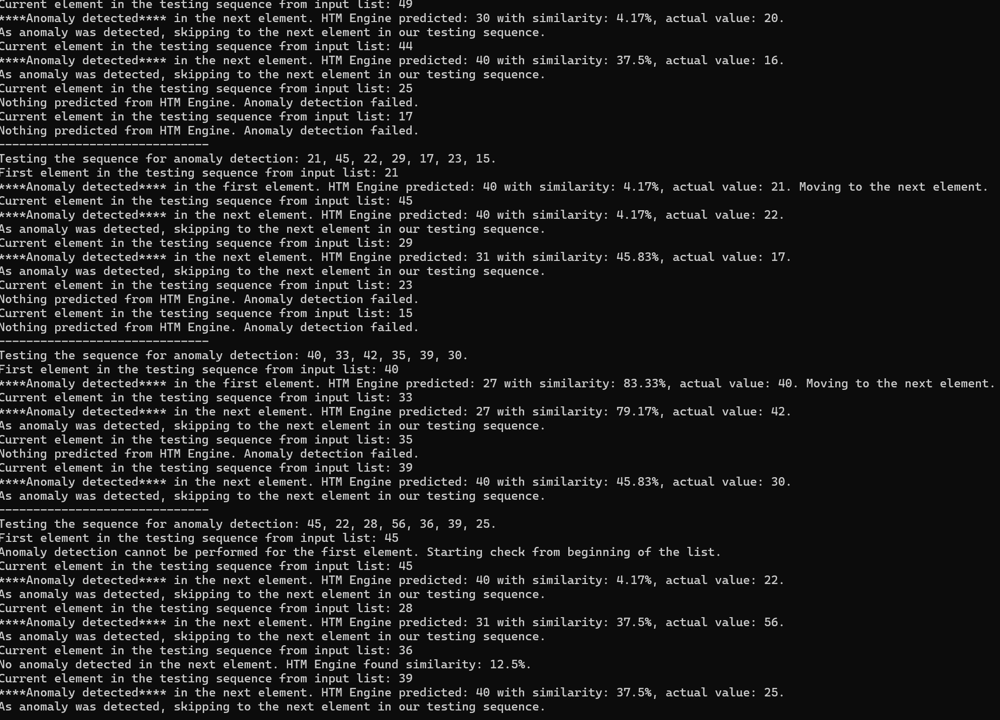 Current element in the testing sequence from input list: 49
****Anomaly detected**** in the next element. HTM Engine predicted: 30 with similarity: 4.17%, actual value: 20.
As anomaly was detected, skipping to the next element in our testing sequence.
Current element in the testing sequence from input list: 44
****Anomaly detected**** in the next element. HTM Engine predicted: 40 with similarity: 37.5%, actual value: 16.
As anomaly was detected, skipping to the next element in our testing sequence.
Current element in the testing sequence from input list: 25
Nothing predicted from HTM Engine. Anomaly detection failed.
Current element in the testing sequence from input list: 17
Nothing predicted from HTM Engine. Anomaly detection failed.
------------------------------
Testing the sequence for anomaly detection: 21, 45, 22, 29, 17, 23, 15.
First element in the testing sequence from input list: 21
****Anomaly detected**** in the first element. HTM Engine predicted: 40 with similarity: 4.17%, actual value: 21. Moving to the next element.
Current element in the testing sequence from input list: 45
****Anomaly detected**** in the next element. HTM Engine predicted: 40 with similarity: 4.17%, actual value: 22.
As anomaly was detected, skipping to the next element in our testing sequence.
Current element in the testing sequence from input list: 29
****Anomaly detected**** in the next element. HTM Engine predicted: 31 with similarity: 45.83%, actual value: 17.
As anomaly was detected, skipping to the next element in our testing sequence.
Current element in the testing sequence from input list: 23
Nothing predicted from HTM Engine. Anomaly detection failed.
Current element in the testing sequence from input list: 15
Nothing predicted from HTM Engine. Anomaly detection failed.
------------------------------
Testing the sequence for anomaly detection: 40, 33, 42, 35, 39, 30.
First element in the testing sequence from input list: 40
****Anomaly detected**** in the first element. HTM Engine predicted: 27 with similarity: 83.33%, actual value: 40. Moving to the next element.
Current element in the testing sequence from input list: 33
****Anomaly detected**** in the next element. HTM Engine predicted: 27 with similarity: 79.17%, actual value: 42.
As anomaly was detected, skipping to the next element in our testing sequence.
Current element in the testing sequence from input list: 35
Nothing predicted from HTM Engine. Anomaly detection failed.
Current element in the testing sequence from input list: 39
****Anomaly detected**** in the next element. HTM Engine predicted: 40 with similarity: 45.83%, actual value: 30.
As anomaly was detected, skipping to the next element in our testing sequence.
------------------------------
Testing the sequence for anomaly detection: 45, 22, 28, 56, 36, 39, 25.
First element in the testing sequence from input list: 45
Anomaly detection cannot be performed for the first element. Starting check from beginning of the list.
Current element in the testing sequence from input list: 45
****Anomaly detected**** in the next element. HTM Engine predicted: 40 with similarity: 4.17%, actual value: 22.
As anomaly was detected, skipping to the next element in our testing sequence.
Current element in the testing sequence from input list: 28
****Anomaly detected**** in the next element. HTM Engine predicted: 31 with similarity: 37.5%, actual value: 56.
As anomaly was detected, skipping to the next element in our testing sequence.
Current element in the testing sequence from input list: 36
No anomaly detected in the next element. HTM Engine found similarity: 12.5%.
Current element in the testing sequence from input list: 39
****Anomaly detected**** in the next element. HTM Engine predicted: 40 with similarity: 37.5%, actual value: 25.
As anomaly was detected, skipping to the next element in our testing sequence.